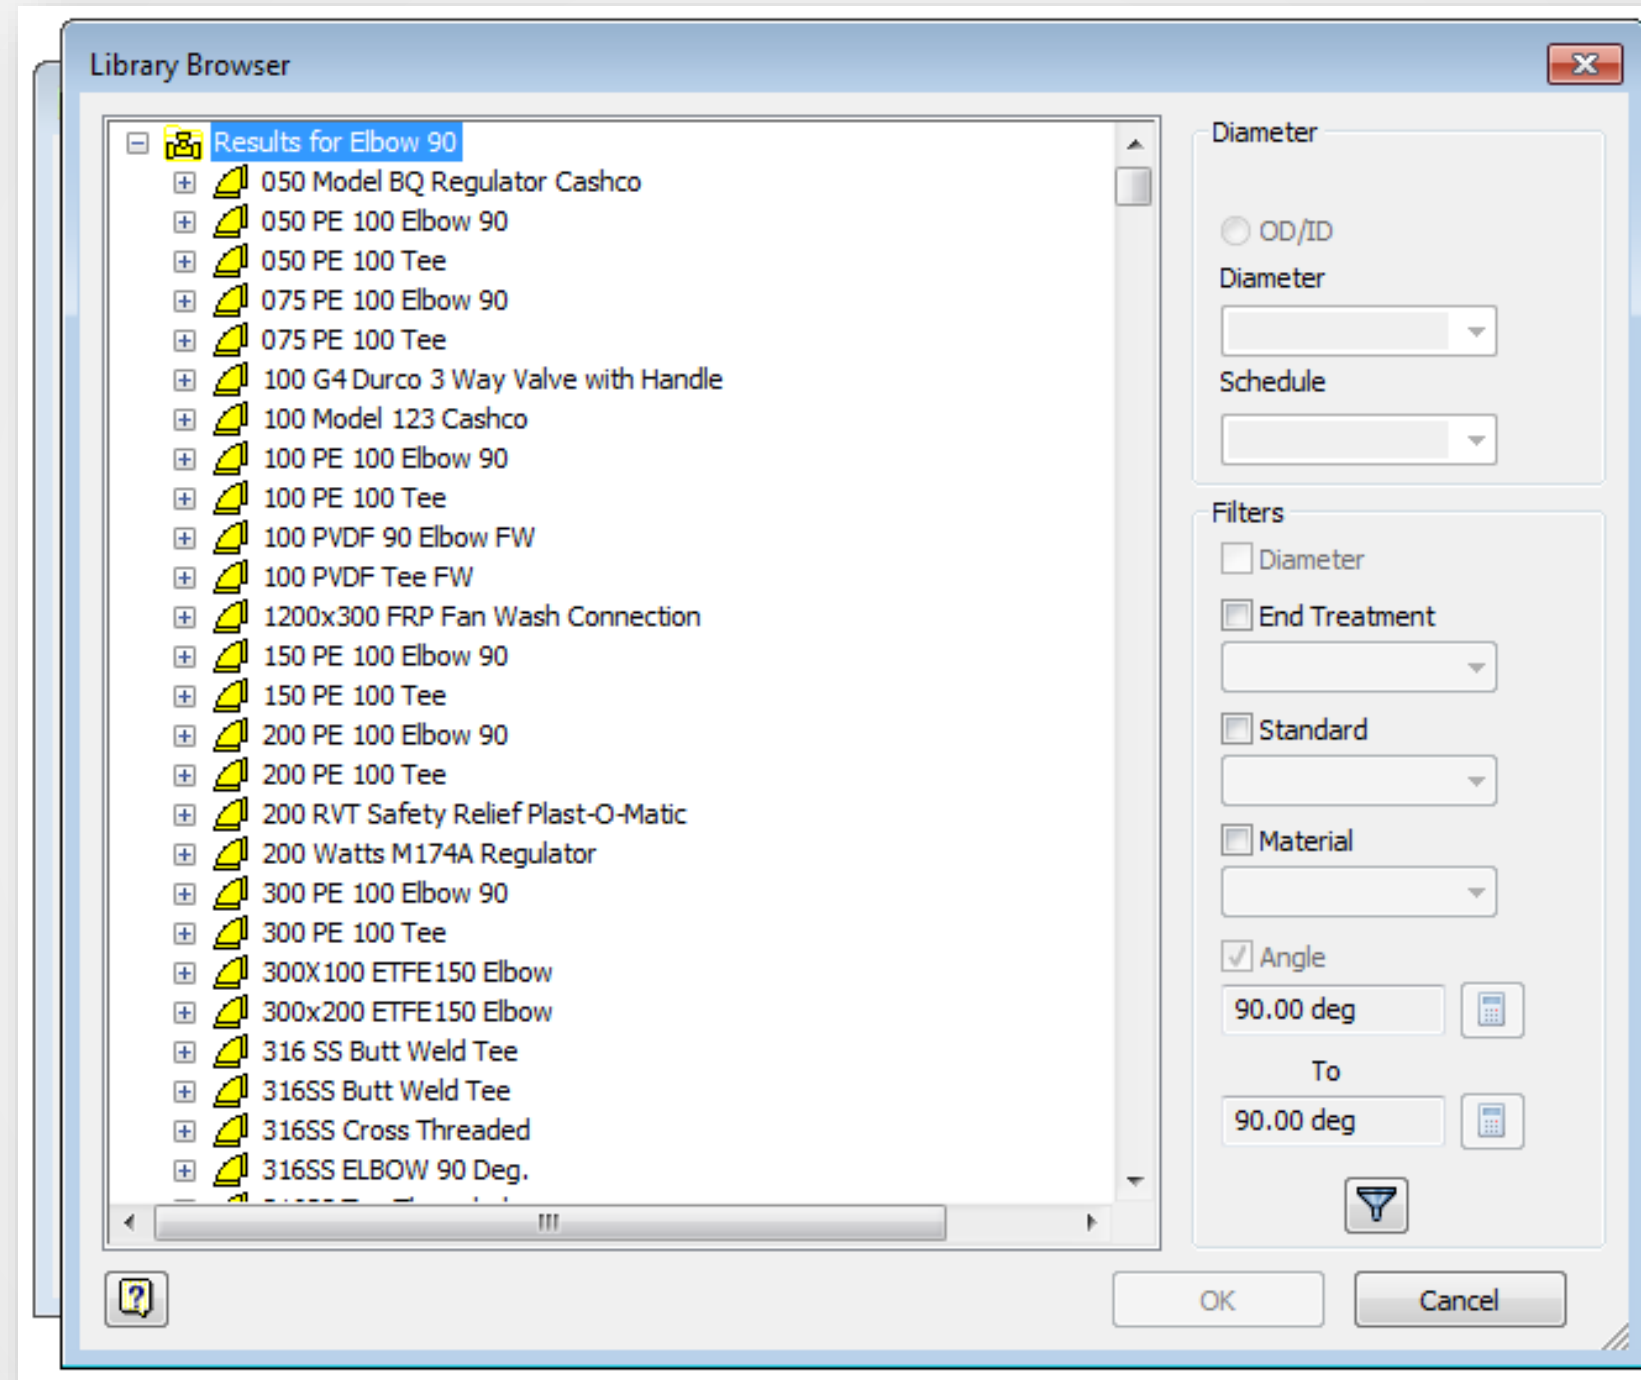 Library Browser
Results for Elbow 90
050 Model BQ Regulator Cashco
050 PE 100 Elbow 90
050 PE 100 Tee
075 PE 100 Elbow 90
075 PE 100 Tee
100 G4 Durco 3 Way Valve with Handle
100 Model 123 Cashco
100 PE 100 Elbow 90
100 PE 100 Tee
100 PVDF 90 Elbow FW
100 PVDF Tee FW
1200x300 FRP Fan Wash Connection
150 PE 100 Elbow 90
150 PE 100 Tee
200 PE 100 Elbow 90
200 PE 100 Tee
200 RVT Safety Relief Plast-O-Matic
200 Watts M174A Regulator
300 PE 100 Elbow 90
300 PE 100 Tee
300X100 ETFE150 Elbow
300x200 ETFE150 Elbow
316 SS Butt Weld Tee
316SS Butt Weld Tee
316SS Cross Threaded
316SS ELBOW 90 Deg.
Diameter
OD/ID
Diameter
Schedule
Filters
Diameter
End Treatment
Standard
Material
Angle
90.00 deg
To
90.00 deg
OK
Cancel